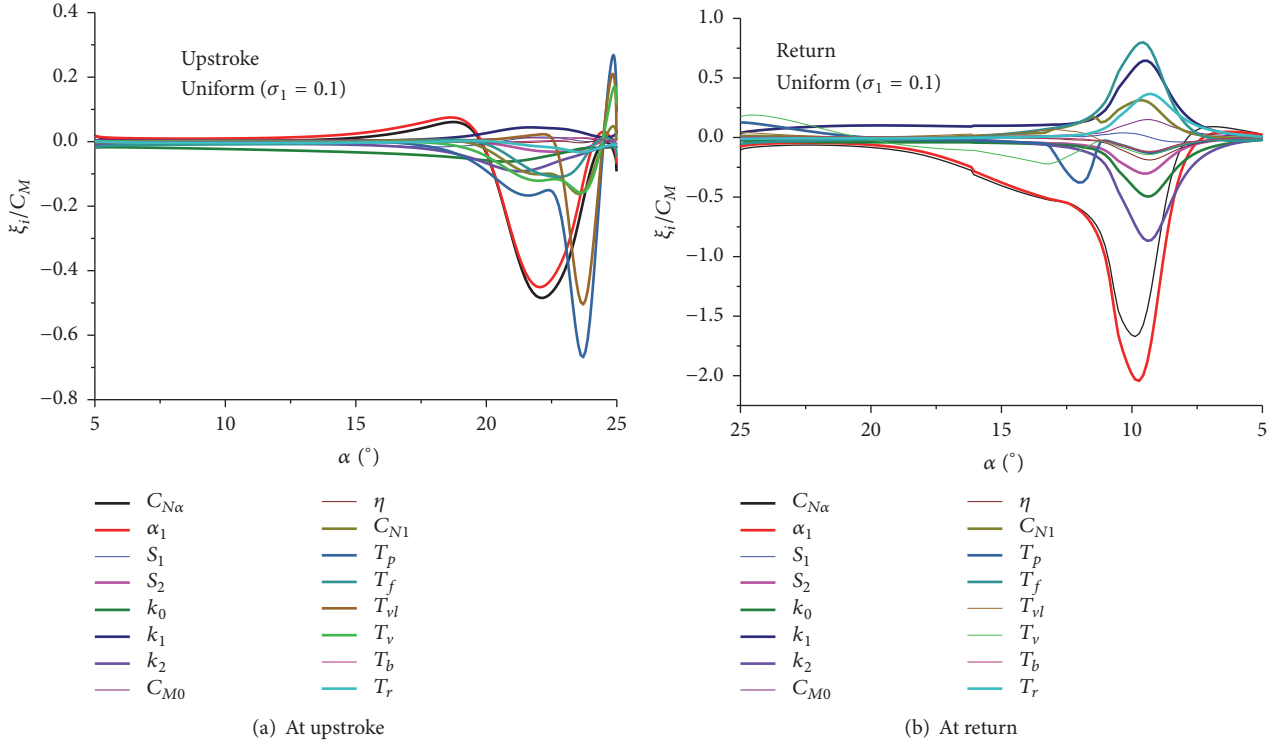 0.4
0.2
0.0
−0.2
−0.4
−0.6
−0.8
ξi/CM
Upstroke
Uniform (σ1 = 0.1)
5
10
15
20
25
α (°)
CNα
α1
S1
S2
k0
k1
k2
CM0
η
CN1
Tp
Tf
Tvl
Tv
Tb
Tr
(a) At upstroke
1.0
0.5
0.0
−0.5
−1.0
−1.5
−2.0
ξi/CM
Return
Uniform (σ1 = 0.1)
25
20
15
10
5
α (°)
CNα
α1
S1
S2
k0
k1
k2
CM0
η
CN1
Tp
Tf
Tvl
Tv
Tb
Tr
(b) At return